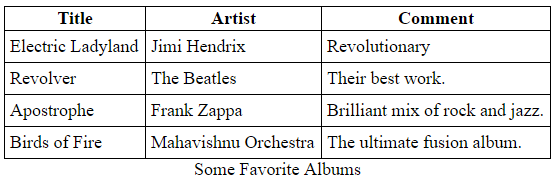 Title Artist Comment
Electric Ladyland Jimi Hendrix Revolutionary
Revolver The Beatles Their best work.
Apostrophe Frank Zappa Brilliant mix of rock and jazz.
Birds of Fire Mahavishnu Orchestra The ultimate fusion album.
Some Favorite Albums